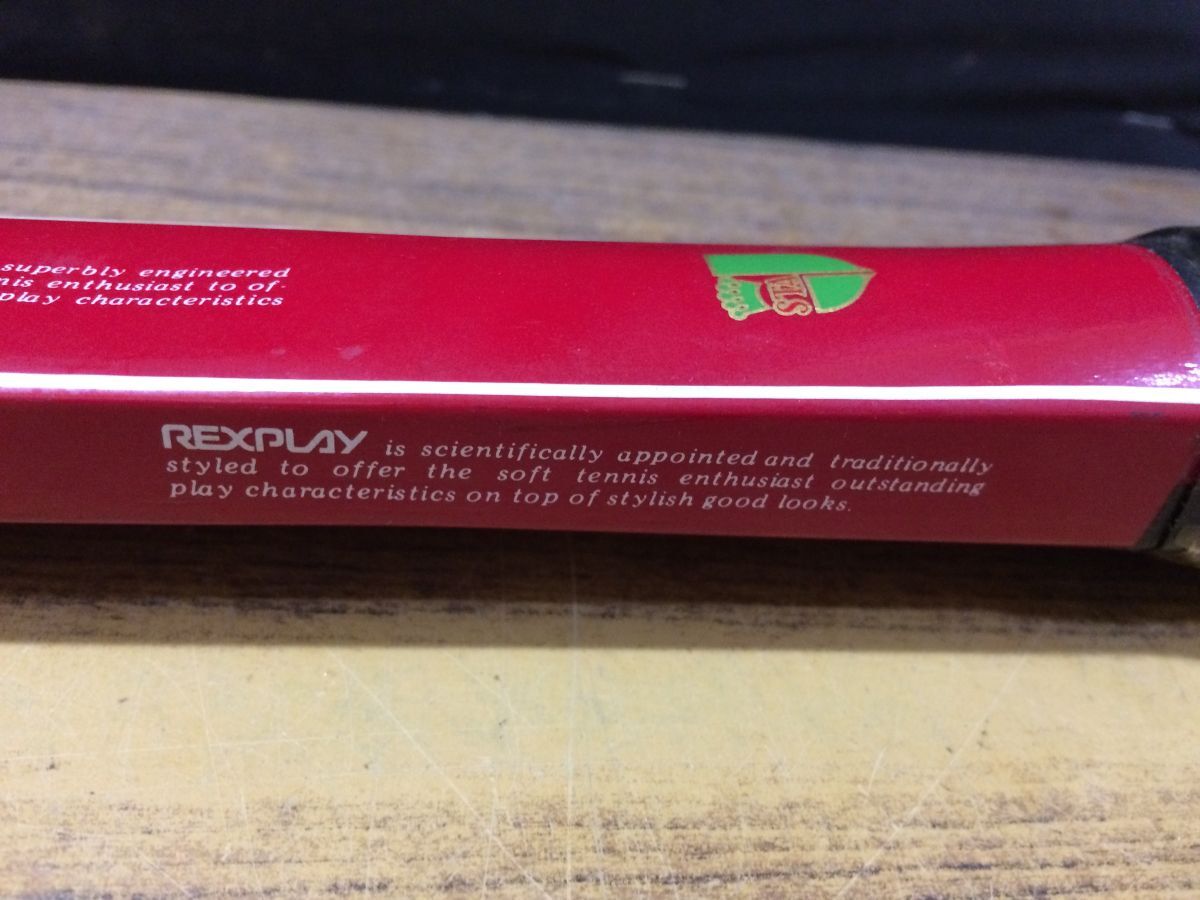 superbly engineered
nis enthusiast to of-
play characteristics
REXPLAY is scientifically appointed and traditionally
styled to offer the soft tennis enthusiast outstanding
play characteristics on top of stylish good looks.